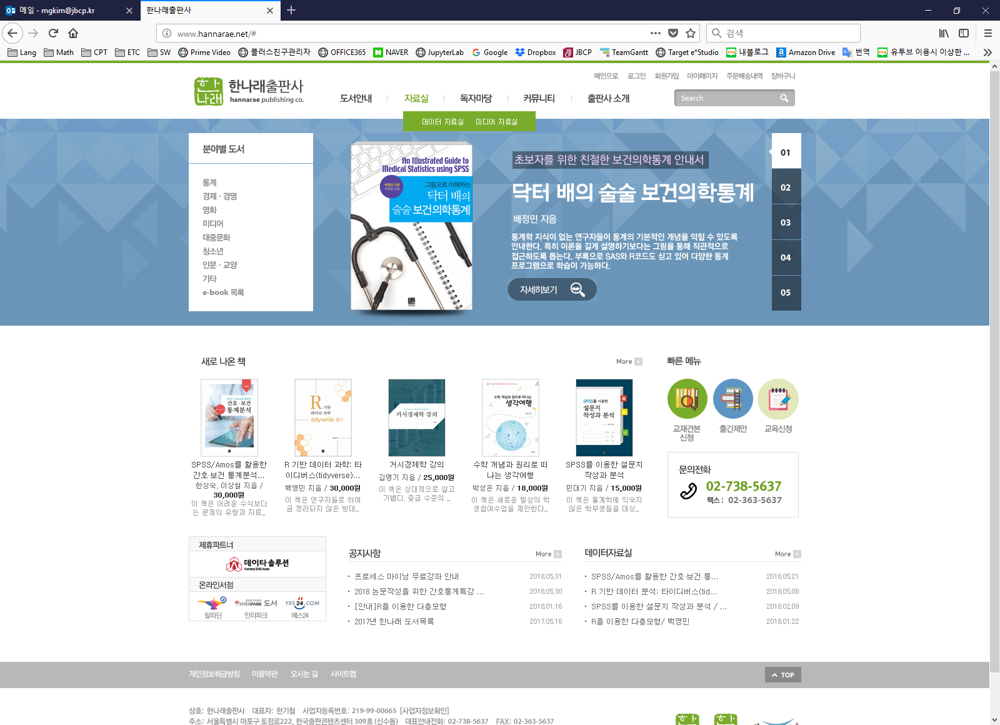 메일 - mgkim@jbcp.kr
한나래출판사
www.hannarae.net/#
검색
Lang Math CPT ETC SW Prime Video 플러스친구관리자 OFFICE365 NAVER JupyterLab Google Dropbox JBCP TeamGantt Target e*Studio 내블로그 Amazon Drive 번역 유튜브 이용시 이상한 ...
메인으로 로그인 회원가입 마이페이지 주문배송내역 장바구니
한나래
한나래출판사
hannarae publishing co.
도서안내 자료실 독자마당 커뮤니티 출판사 소개
Search
데이터 자료실 미디어 자료실
분야별 도서
통계
경제 · 경영
영화
미디어
대중문화
청소년
인문 · 교양
기타
e-book 목록
An Illustrated Guide to
Medical Statistics using SPSS
배정민 지음
그림으로 이해하는
닥터 배의
술술 보건의학통계
초보자를 위한 친절한 보건의학통계 안내서
닥터 배의 술술 보건의학통계
배정민 지음
통계학 지식이 없는 연구자들이 통계의 기본적인 개념을 익힐 수 있도록
안내한다. 특히 이론을 길게 설명하기보다는 그림을 통해 직관적으로
접근하도록 돕는다. 부록으로 SAS와 R코드도 싣고 있어 다양한 통계
프로그램으로 학습이 가능하다.
자세히보기
01
02
03
04
05
새로 나온 책
More
간호·보건
통계분석
R 기반
데이터 과학
tidyverse 접근
거시경제학 강의
수학 개념과 원리로 떠나는
생각여행
SPSS를 이용한
설문지
작성과 분석
SPSS/Amos를 활용한
간호·보건 통계분석...
한상숙, 이상철 지음 /
30,000원
이 책은 어려운 수식보다
는 문제의 유형과 자료...
R 기반 데이터 과학: 타
이디버스(tidyverse)...
백영민 지음 / 30,000원
이 책은 연구자들로 하여
금 정리되지 않은 방대...
거시경제학 강의
김명기 지음 / 25,000원
이 책은 상대적으로 얇고
가볍다. 중급 수준의 ...
수학 개념과 원리로 떠
나는 생각여행
박성은 지음 / 18,000원
이 책은 새로운 발상의 학
생참여수업을 제안한다...
SPSS를 이용한 설문지
작성과 분석
민대기 지음 / 15,000원
이 책은 통계학에 익숙지
않은 학부생들을 대상...
빠른 메뉴
교재견본
신청
출간제안
교육신청
문의전화
02-738-5637
팩스 : 02-363-5637
제휴파트너
데이타솔루션
Formerly SPSS Korea
온라인서점
알라딘
INTERPARK 도서
인터파크
YES24.COM
예스24
공지사항
More
프로세스 마이닝 무료강좌 안내 2018.05.31
2018 논문작성을 위한 간호통계특강 ... 2018.05.30
[안내]R을 이용한 다층모형 2018.01.16
2017년 한나래 도서목록 2017.05.16
데이터자료실
More
SPSS/Amos를 활용한 간호·보건 통... 2018.05.21
R 기반 데이터 분석: 타이디버스(tid... 2018.05.08
SPSS를 이용한 설문지 작성과 분석 / ... 2018.02.09
R을 이용한 다층모형/ 백영민 2018.01.22
개인정보취급방침 이용약관 오시는 길 사이트맵
TOP
상호: 한나래출판사 대표자: 한기철 사업자등록번호: 219-99-00665 [사업자정보확인]
주소: 서울특별시 마포구 토정로222, 한국출판콘텐츠센터 309호 (신수동) 대표안내전화: 02-738-5637 FAX: 02-363-5637